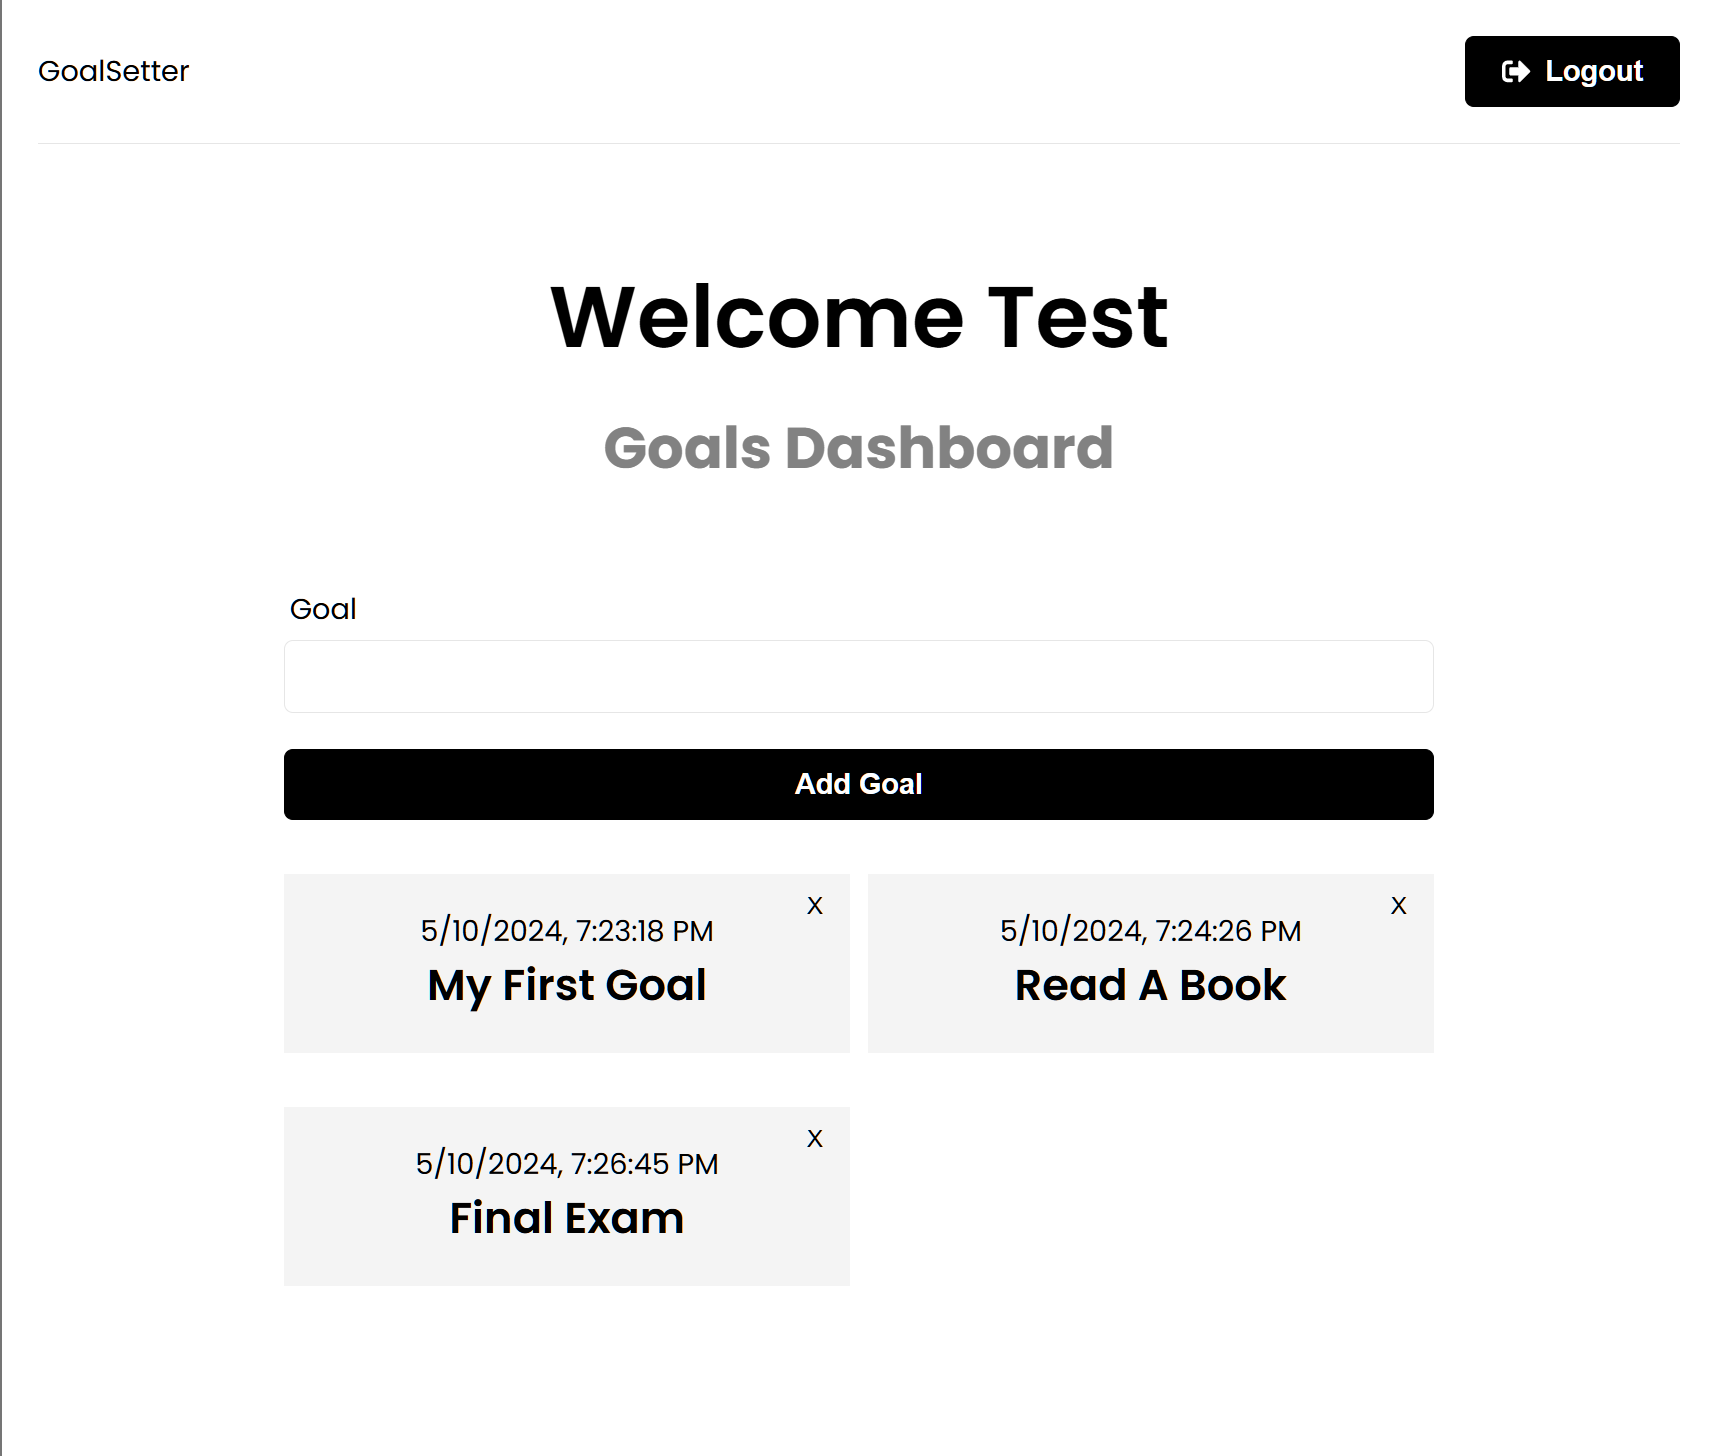 GoalSetter
Logout
Welcome Test
Goals Dashboard
Goal
Add Goal
X
5/10/2024, 7:23:18 PM
My First Goal
X
5/10/2024, 7:24:26 PM
Read A Book
X
5/10/2024, 7:26:45 PM
Final Exam